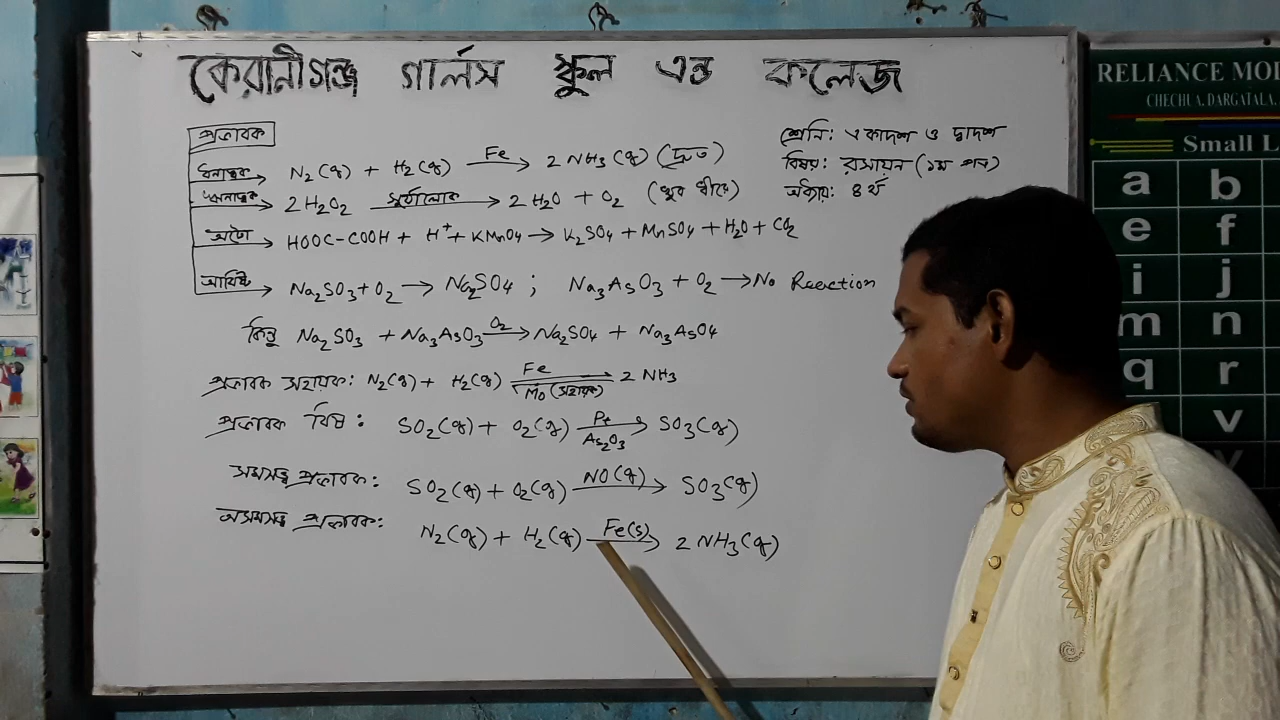 কেরানীগঞ্জ গার্লস স্কুল এন্ড কলেজ
শ্রেনি: একাদশ ও দ্বাদশ
বিষয়: রসায়ন (১ম পত্র)
অধ্যায়: ৪র্থ
প্রভাবক
ধনাত্মক N₂(g) + H₂(g) —Fe→ 2 NH₃(g) (দ্রুত)
ঋনাত্মক 2H₂O₂ —সূর্যালোক→ 2 H₂O + O₂ (খুব ধীরে)
অটো HOOC-COOH + H⁺ + KMnO₄ → K₂SO₄ + MnSO₄ + H₂O + CO₂
আবিষ্ট Na₂SO₃ + O₂ → Na₂SO₄ ; Na₃AsO₃ + O₂ → No Reaction
কিন্তু Na₂SO₃ + Na₃AsO₃ —O₂→ Na₂SO₄ + Na₃AsO₄
প্রভাবক সহায়ক: N₂(g) + H₂(g) —Fe / Mo (সহায়ক)→ 2 NH₃
প্রভাবক বিষ: SO₂(g) + O₂(g) —Pt / As₂O₃→ SO₃(g)
সমসত্ত্ব প্রভাবক: SO₂(g) + O₂(g) —NO(g)→ SO₃(g)
অসমসত্ত্ব প্রভাবক: N₂(g) + H₂(g) —Fe(s)→ 2 NH₃(g)
RELIANCE MOD
CHECHUA, DARGATALA,
Small L
a b
e f
i j
m n
q r
v